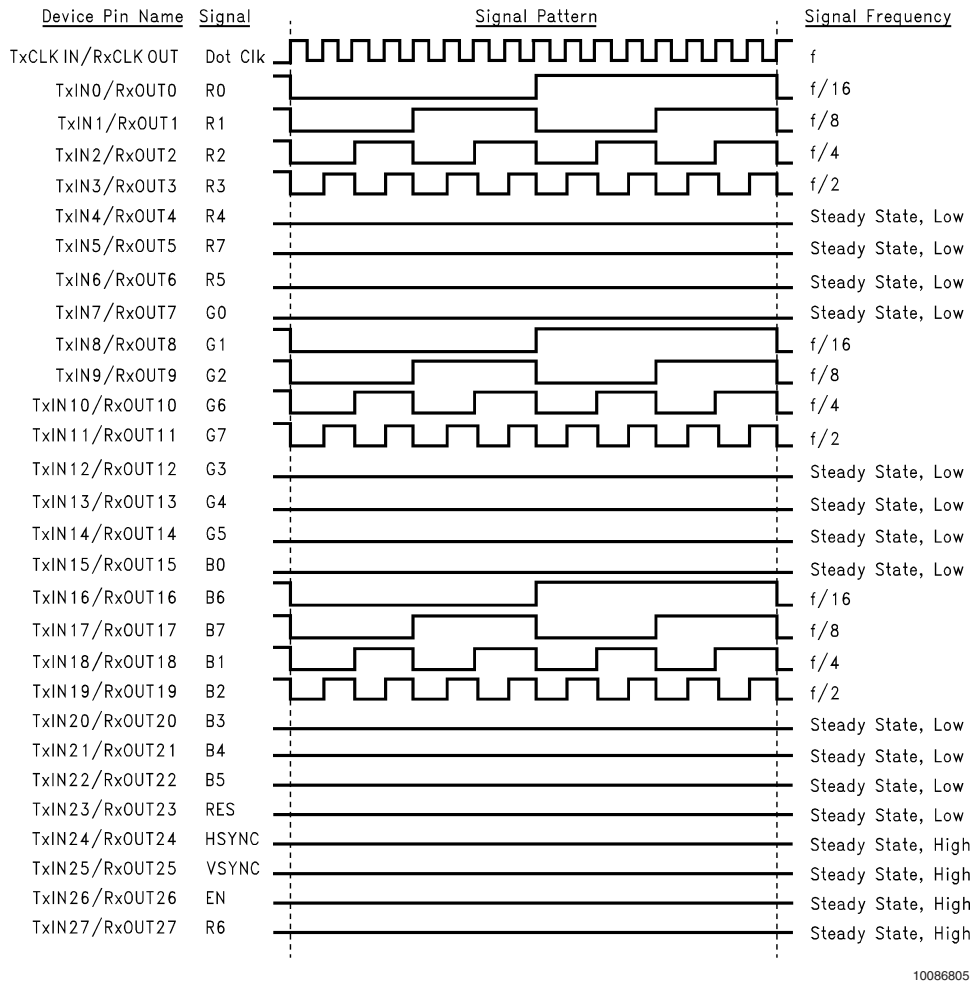 Device Pin Name Signal Signal Pattern Signal Frequency
TxCLK IN/RxCLK OUT Dot Clk f
TxIN0/RxOUT0 R0 f/16
TxIN1/RxOUT1 R1 f/8
TxIN2/RxOUT2 R2 f/4
TxIN3/RxOUT3 R3 f/2
TxIN4/RxOUT4 R4 Steady State, Low
TxIN5/RxOUT5 R7 Steady State, Low
TxIN6/RxOUT6 R5 Steady State, Low
TxIN7/RxOUT7 G0 Steady State, Low
TxIN8/RxOUT8 G1 f/16
TxIN9/RxOUT9 G2 f/8
TxIN10/RxOUT10 G6 f/4
TxIN11/RxOUT11 G7 f/2
TxIN12/RxOUT12 G3 Steady State, Low
TxIN13/RxOUT13 G4 Steady State, Low
TxIN14/RxOUT14 G5 Steady State, Low
TxIN15/RxOUT15 B0 Steady State, Low
TxIN16/RxOUT16 B6 f/16
TxIN17/RxOUT17 B7 f/8
TxIN18/RxOUT18 B1 f/4
TxIN19/RxOUT19 B2 f/2
TxIN20/RxOUT20 B3 Steady State, Low
TxIN21/RxOUT21 B4 Steady State, Low
TxIN22/RxOUT22 B5 Steady State, Low
TxIN23/RxOUT23 RES Steady State, Low
TxIN24/RxOUT24 HSYNC Steady State, High
TxIN25/RxOUT25 VSYNC Steady State, High
TxIN26/RxOUT26 EN Steady State, High
TxIN27/RxOUT27 R6 Steady State, High
10086805